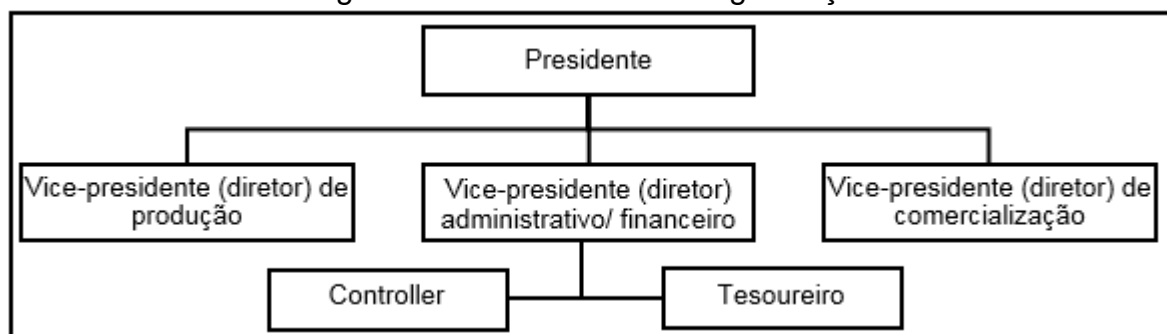 Presidente
Vice-presidente (diretor) de
produção
Vice-presidente (diretor)
administrativo/ financeiro
Vice-presidente (diretor) de
comercialização
Controller
Tesoureiro